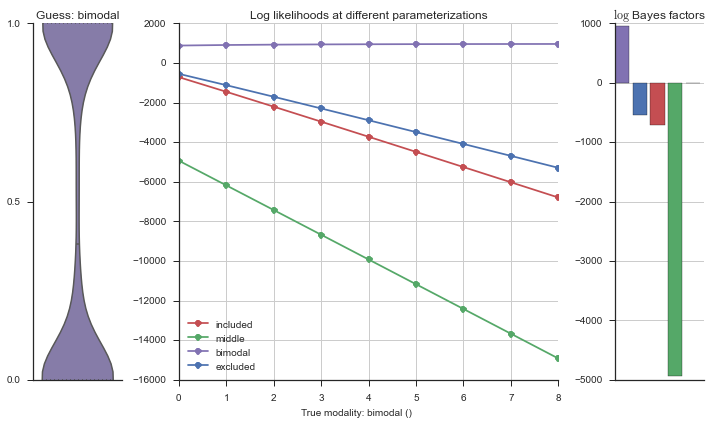 Guess: bimodal
1.0
0.5
0.0
Log likelihoods at different parameterizations
2000
0
−2000
−4000
−6000
−8000
−10000
−12000
−14000
−16000
included
middle
bimodal
excluded
0 1 2 3 4 5 6 7 8
True modality: bimodal ()
log Bayes factors
1000
0
−1000
−2000
−3000
−4000
−5000